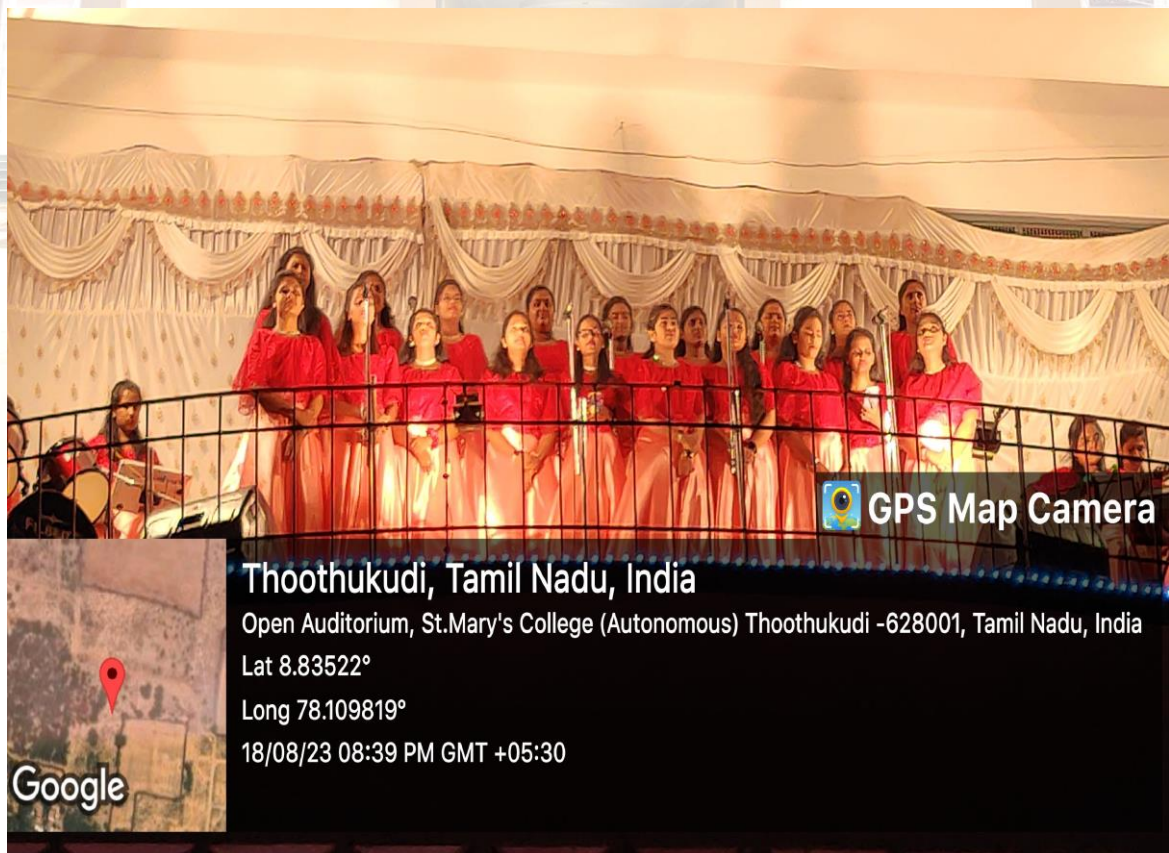 GPS Map Camera
Thoothukudi, Tamil Nadu, India
Open Auditorium, St.Mary's College (Autonomous) Thoothukudi -628001, Tamil Nadu, India
Lat 8.83522°
Long 78.109819°
18/08/23 08:39 PM GMT +05:30
Google